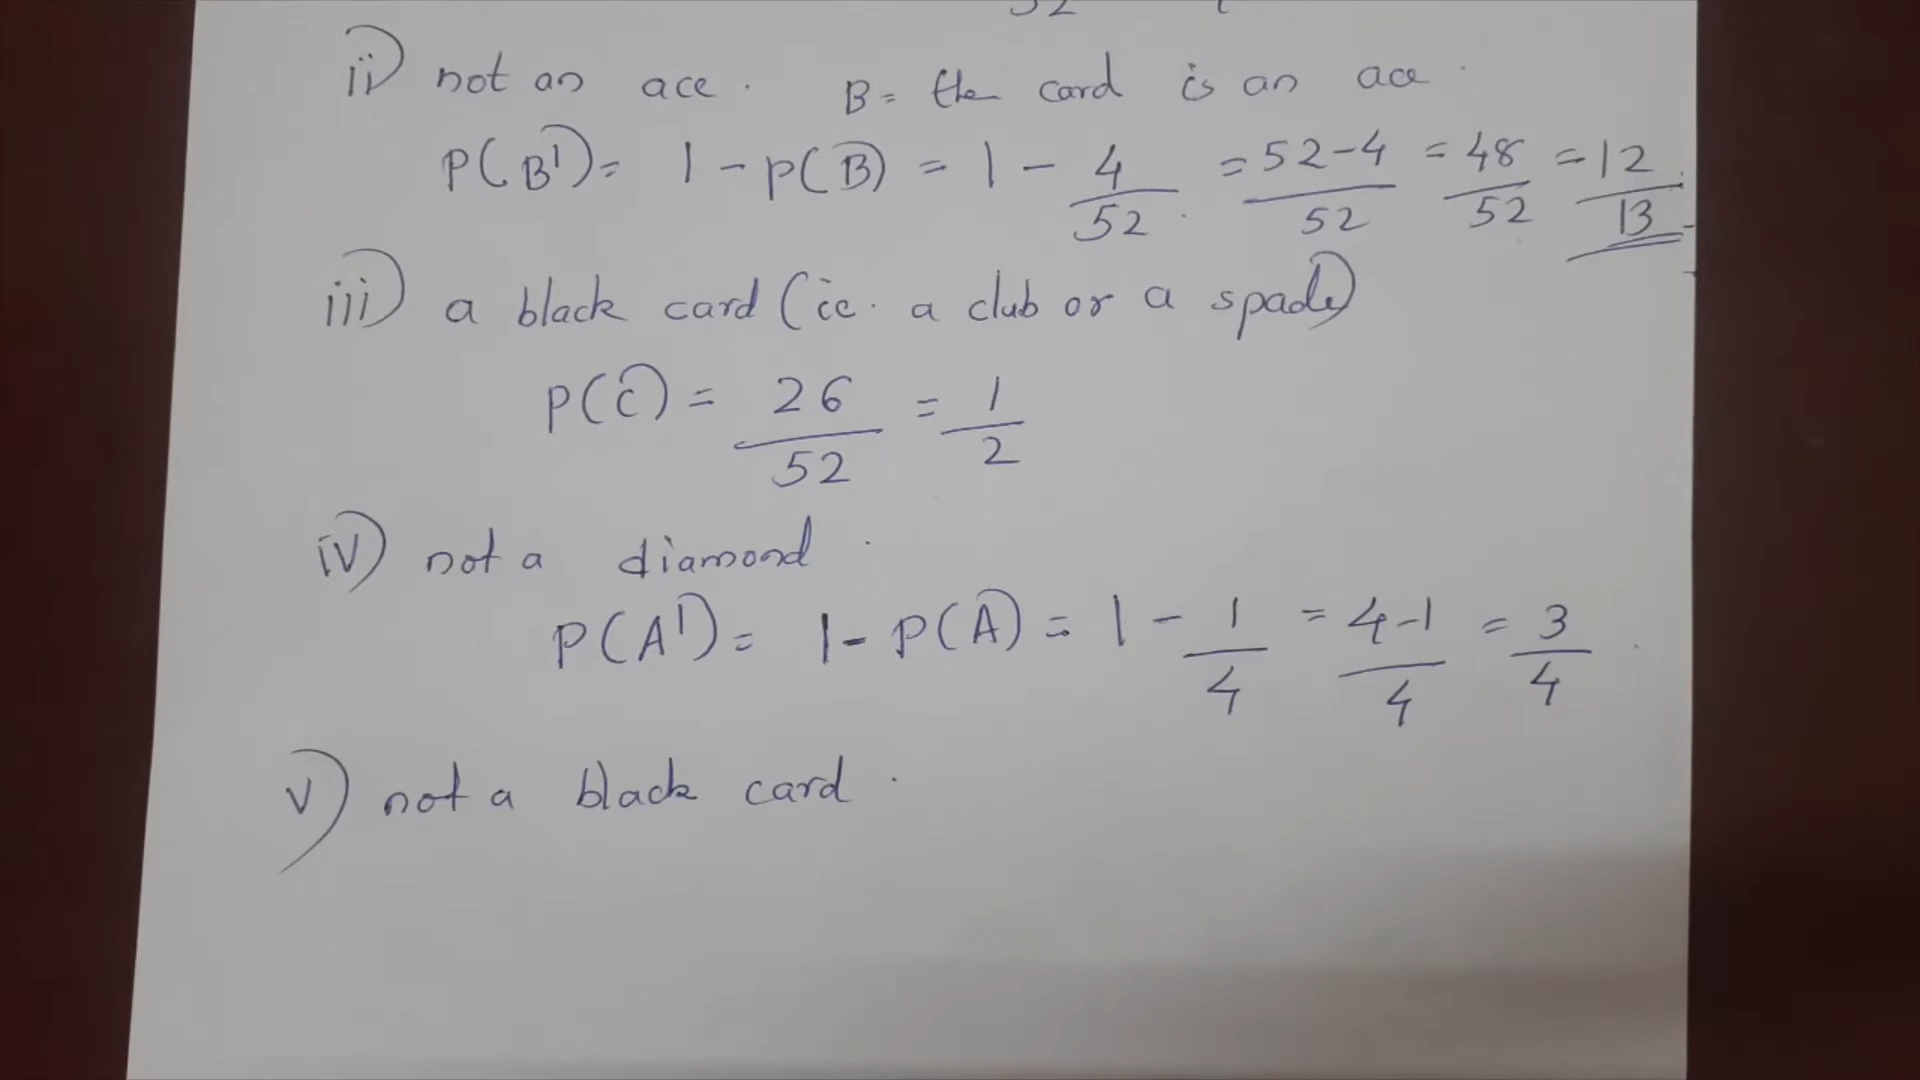 ii) not an ace. B = the card is an ace.
P(B') = 1 - P(B) = 1 - 4/52 = 52-4/52 = 48/52 = 12/13
iii) a black card (ie. a club or a spade)
P(C) = 26/52 = 1/2
iv) not a diamond.
P(A') = 1 - P(A) = 1 - 1/4 = 4-1/4 = 3/4
v) not a black card.